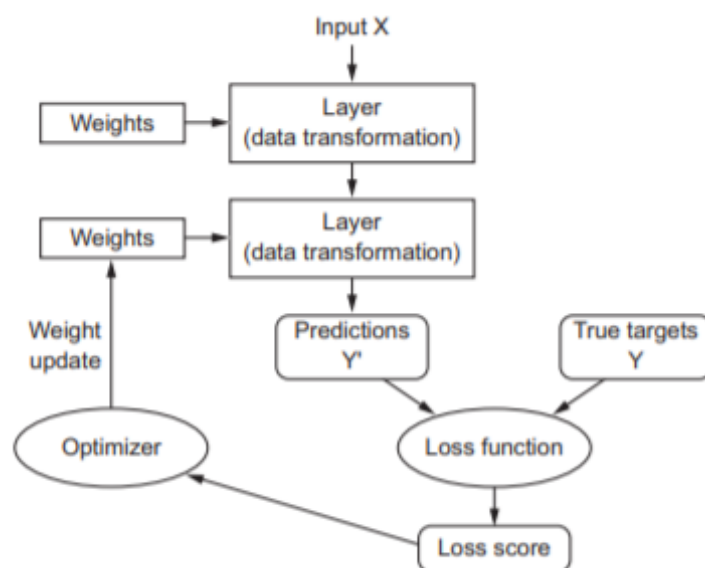 Input X
Weights
Layer
(data transformation)
Weights
Layer
(data transformation)
Weight
update
Predictions
Y'
True targets
Y
Optimizer
Loss function
Loss score